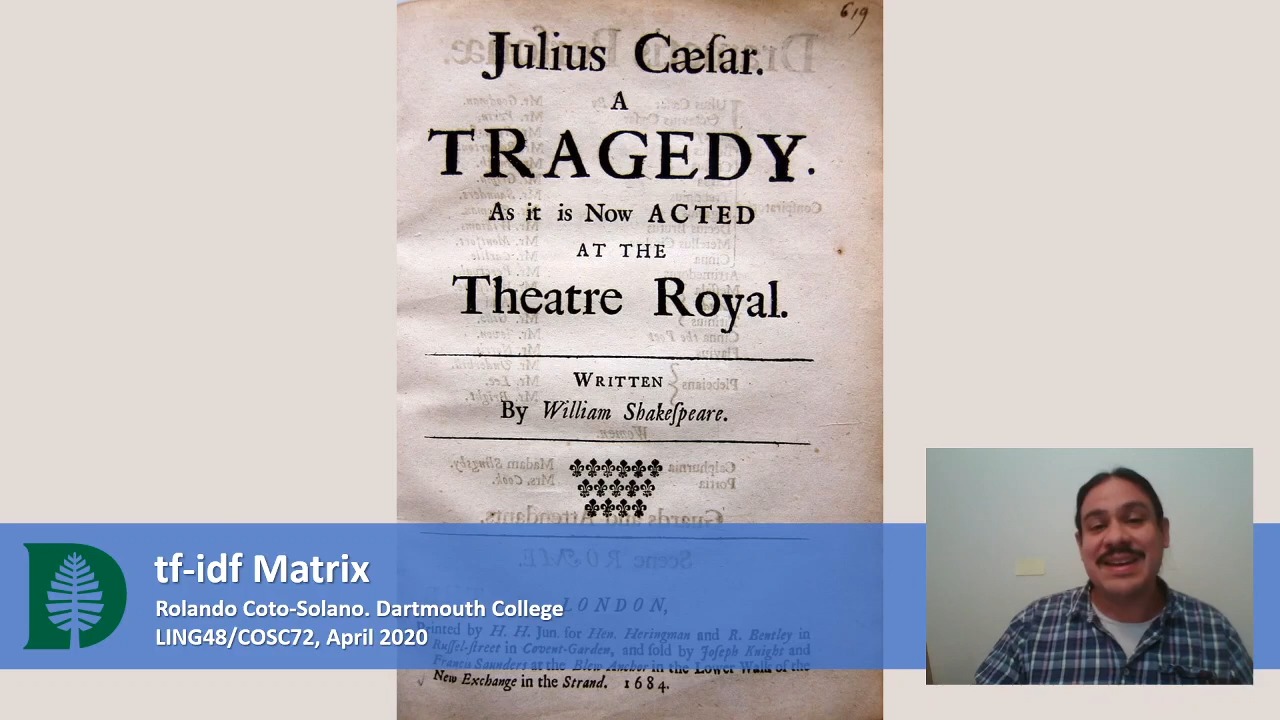 619
Julius Cæſar.
A
TRAGEDY.
As it is Now ACTED
AT THE
Theatre Royal.
WRITTEN
By William Shakeſpeare.
LONDON,
Printed by H. H. Jun. for Hen. Heringman and R. Bentley in
Ruſſel-ſtreet in Covent-Garden, and ſold by Joſeph Knight and
Francis Saunders at the Blew Anchor in the Lower Walk of the
New Exchange in the Strand. 1684.
tf-idf Matrix
Rolando Coto-Solano. Dartmouth College
LING48/COSC72, April 2020